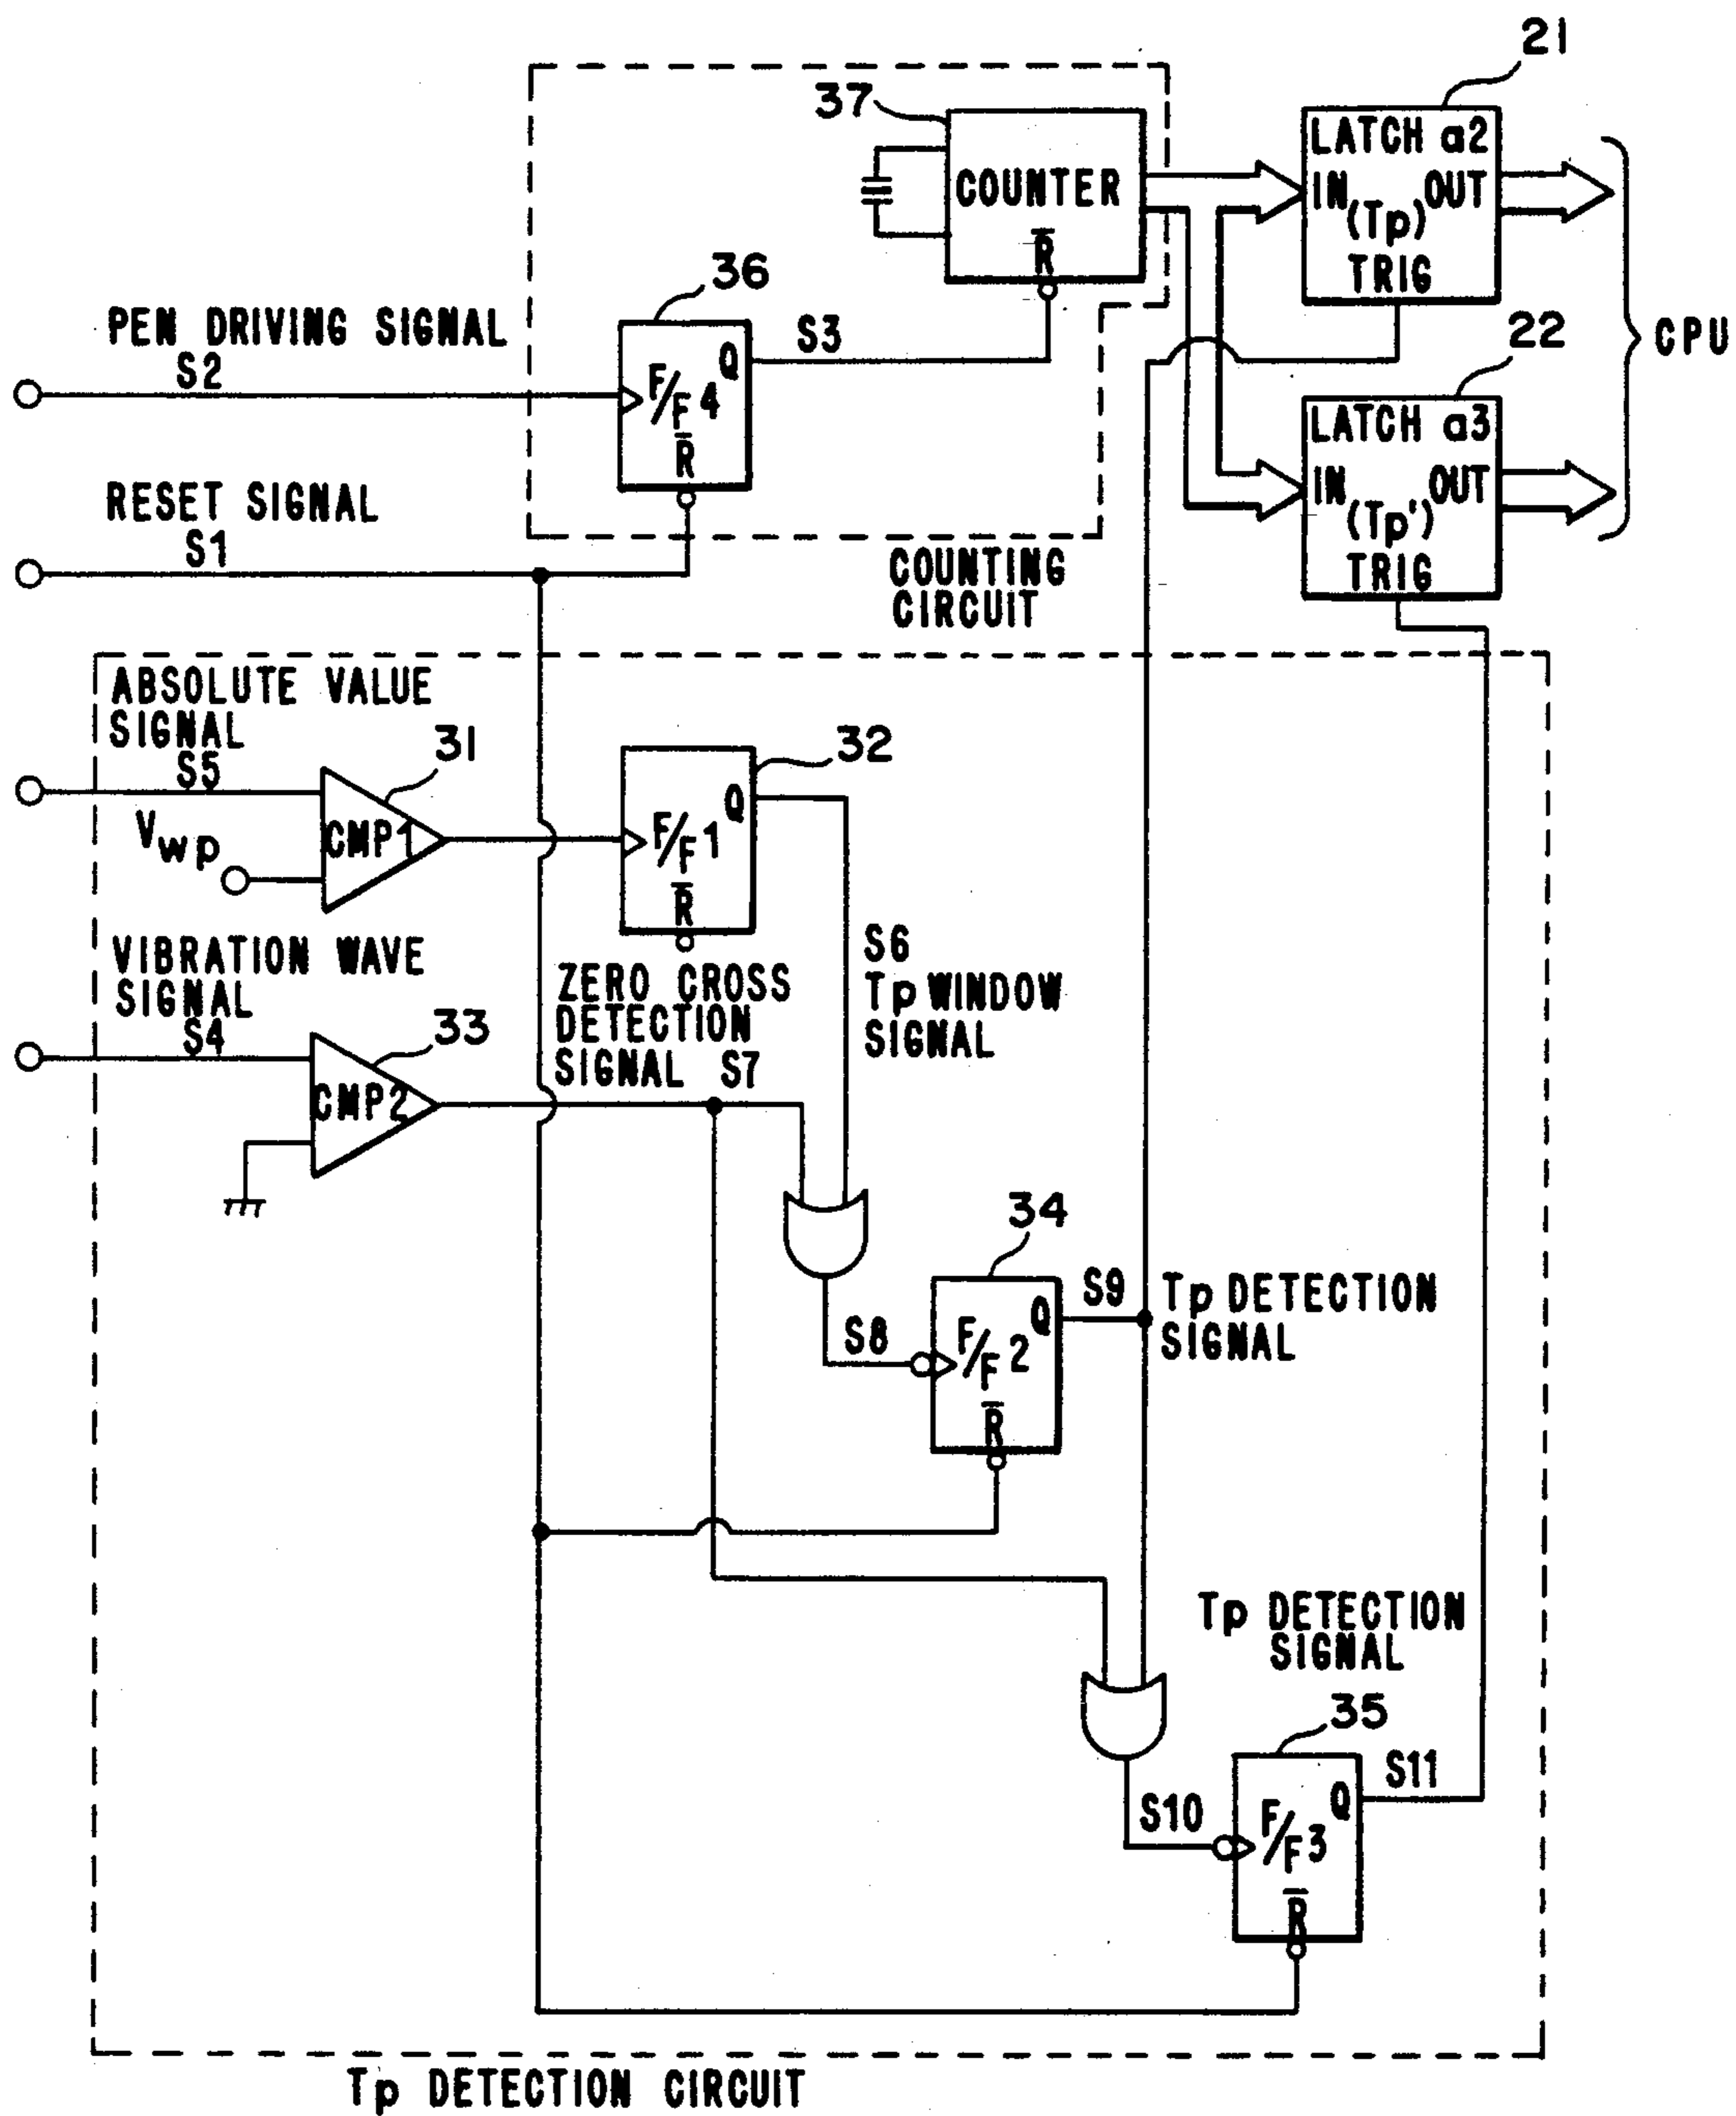 21
37
LATCH a2
IN (Tp) OUT
TRIG
COUNTER
R̅
36
PEN DRIVING SIGNAL
S2
S3
Q
F/F 4
R̅
22
CPU
LATCH a3
IN (Tp') OUT
TRIG
RESET SIGNAL
S1
COUNTING
CIRCUIT
ABSOLUTE VALUE
SIGNAL
S5
31
32
Vwp
CMP1
Q
F/F 1
R̅
VIBRATION WAVE
SIGNAL
S4
33
CMP2
ZERO CROSS
DETECTION
SIGNAL S7
S6
Tp WINDOW
SIGNAL
34
S8
Q
F/F 2
R̅
S9
Tp DETECTION
SIGNAL
Tp DETECTION
SIGNAL
35
S10
Q
F/F 3
R̅
S11
Tp DETECTION CIRCUIT